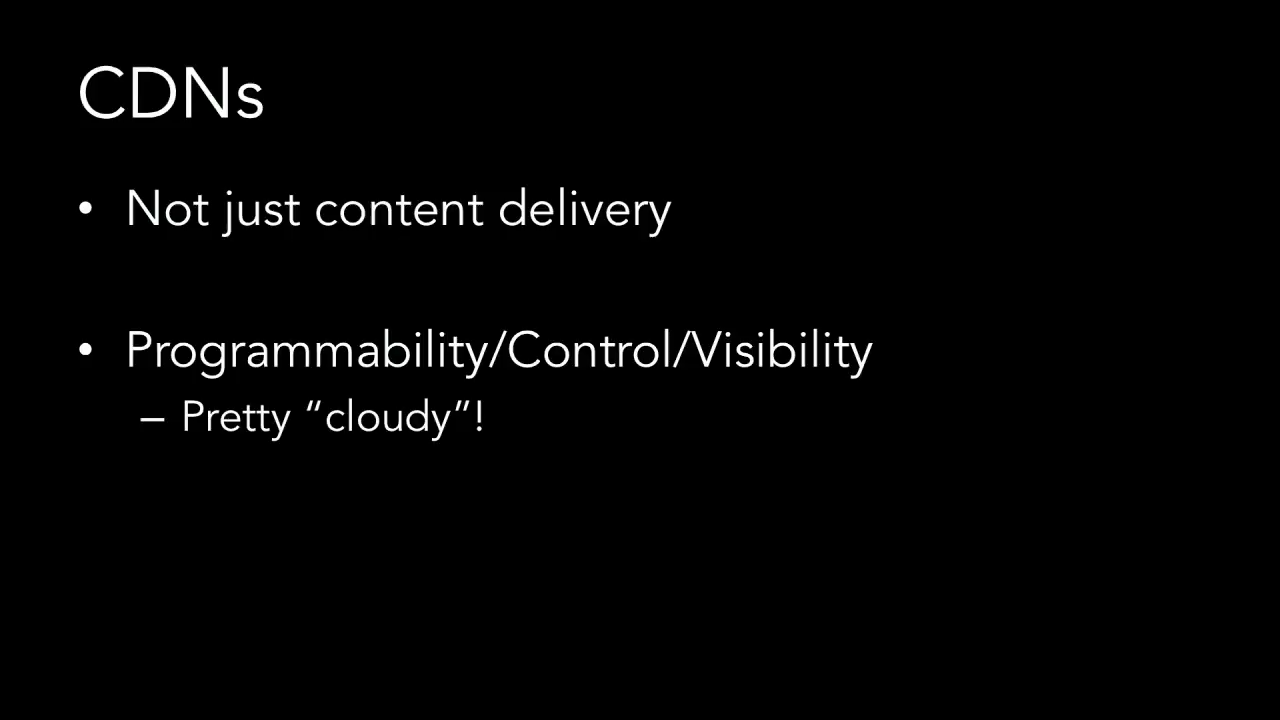 CDNs
• Not just content delivery
• Programmability/Control/Visibility
– Pretty “cloudy”!